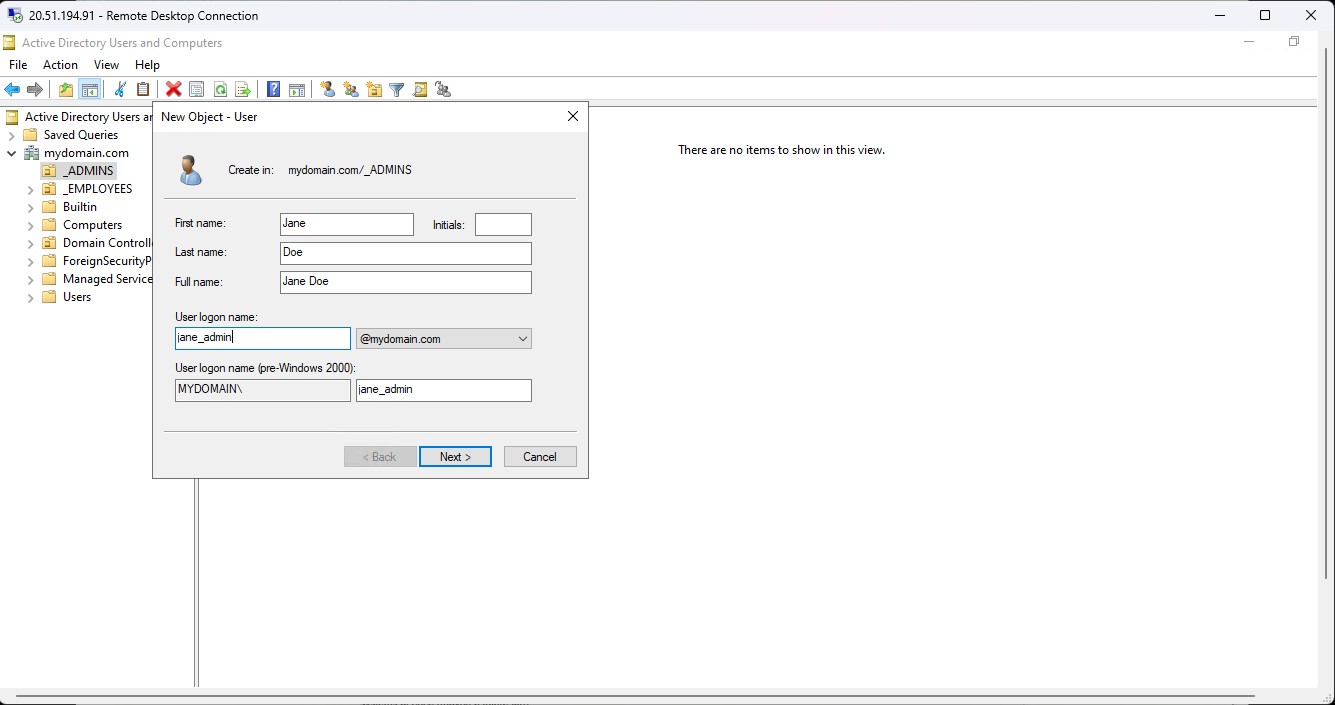 20.51.194.91 - Remote Desktop Connection
Active Directory Users and Computers
File Action View Help
Active Directory Users ar
Saved Queries
mydomain.com
_ADMINS
_EMPLOYEES
Builtin
Computers
Domain Controll
ForeignSecurityP
Managed Service
Users
New Object - User
Create in: mydomain.com/_ADMINS
First name: Jane Initials:
Last name: Doe
Full name: Jane Doe
User logon name:
jane_admin @mydomain.com
User logon name (pre-Windows 2000):
MYDOMAIN\ jane_admin
< Back Next > Cancel
There are no items to show in this view.